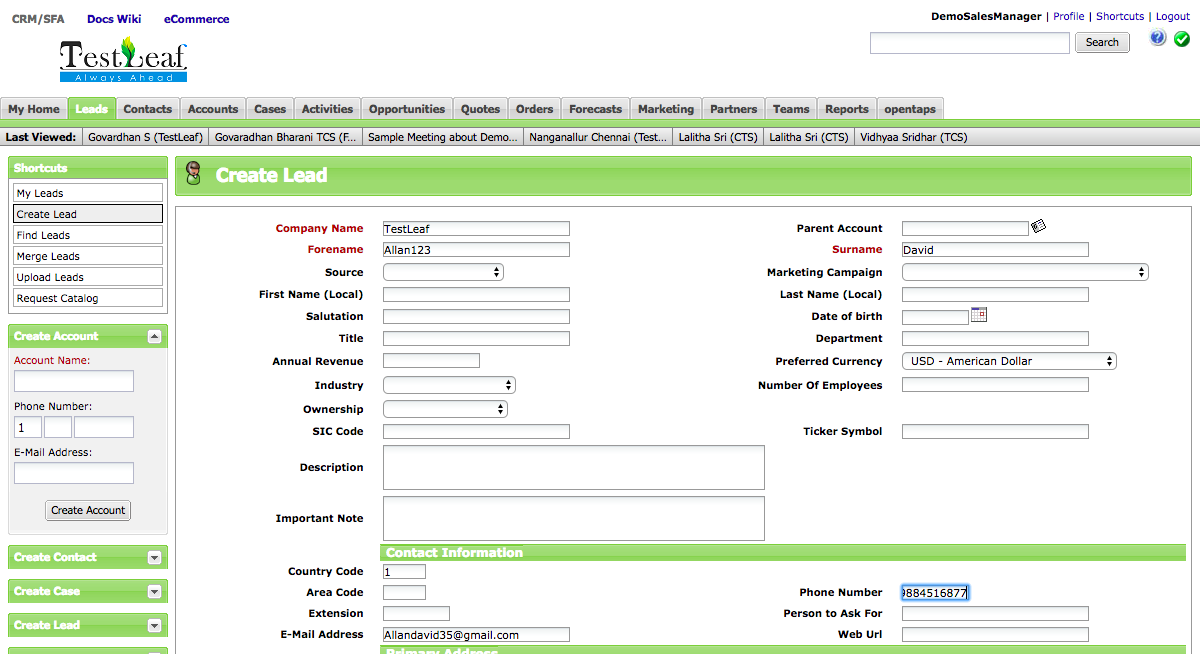 CRM/SFA Docs Wiki eCommerce
DemoSalesManager | Profile | Shortcuts | Logout
TestLeaf
Always Ahead
Search
My Home Leads Contacts Accounts Cases Activities Opportunities Quotes Orders Forecasts Marketing Partners Teams Reports opentaps
Last Viewed: Govardhan S (TestLeaf) Govaradhan Bharani TCS (F... Sample Meeting about Demo... Nanganallur Chennai (Test... Lalitha Sri (CTS) Lalitha Sri (CTS) Vidhyaa Sridhar (TCS)
Shortcuts
My Leads
Create Lead
Find Leads
Merge Leads
Upload Leads
Request Catalog
Create Account
Account Name:
Phone Number:
1
E-Mail Address:
Create Account
Create Contact
Create Case
Create Lead
Create Lead
Company Name TestLeaf Parent Account
Forename Allan123 Surname David
Source Marketing Campaign
First Name (Local) Last Name (Local)
Salutation Date of birth
Title Department
Annual Revenue Preferred Currency USD - American Dollar
Industry Number Of Employees
Ownership
SIC Code Ticker Symbol
Description
Important Note
Contact Information
Country Code 1
Area Code Phone Number 9884516877
Extension Person to Ask For
E-Mail Address Allandavid35@gmail.com Web Url
Primary Address